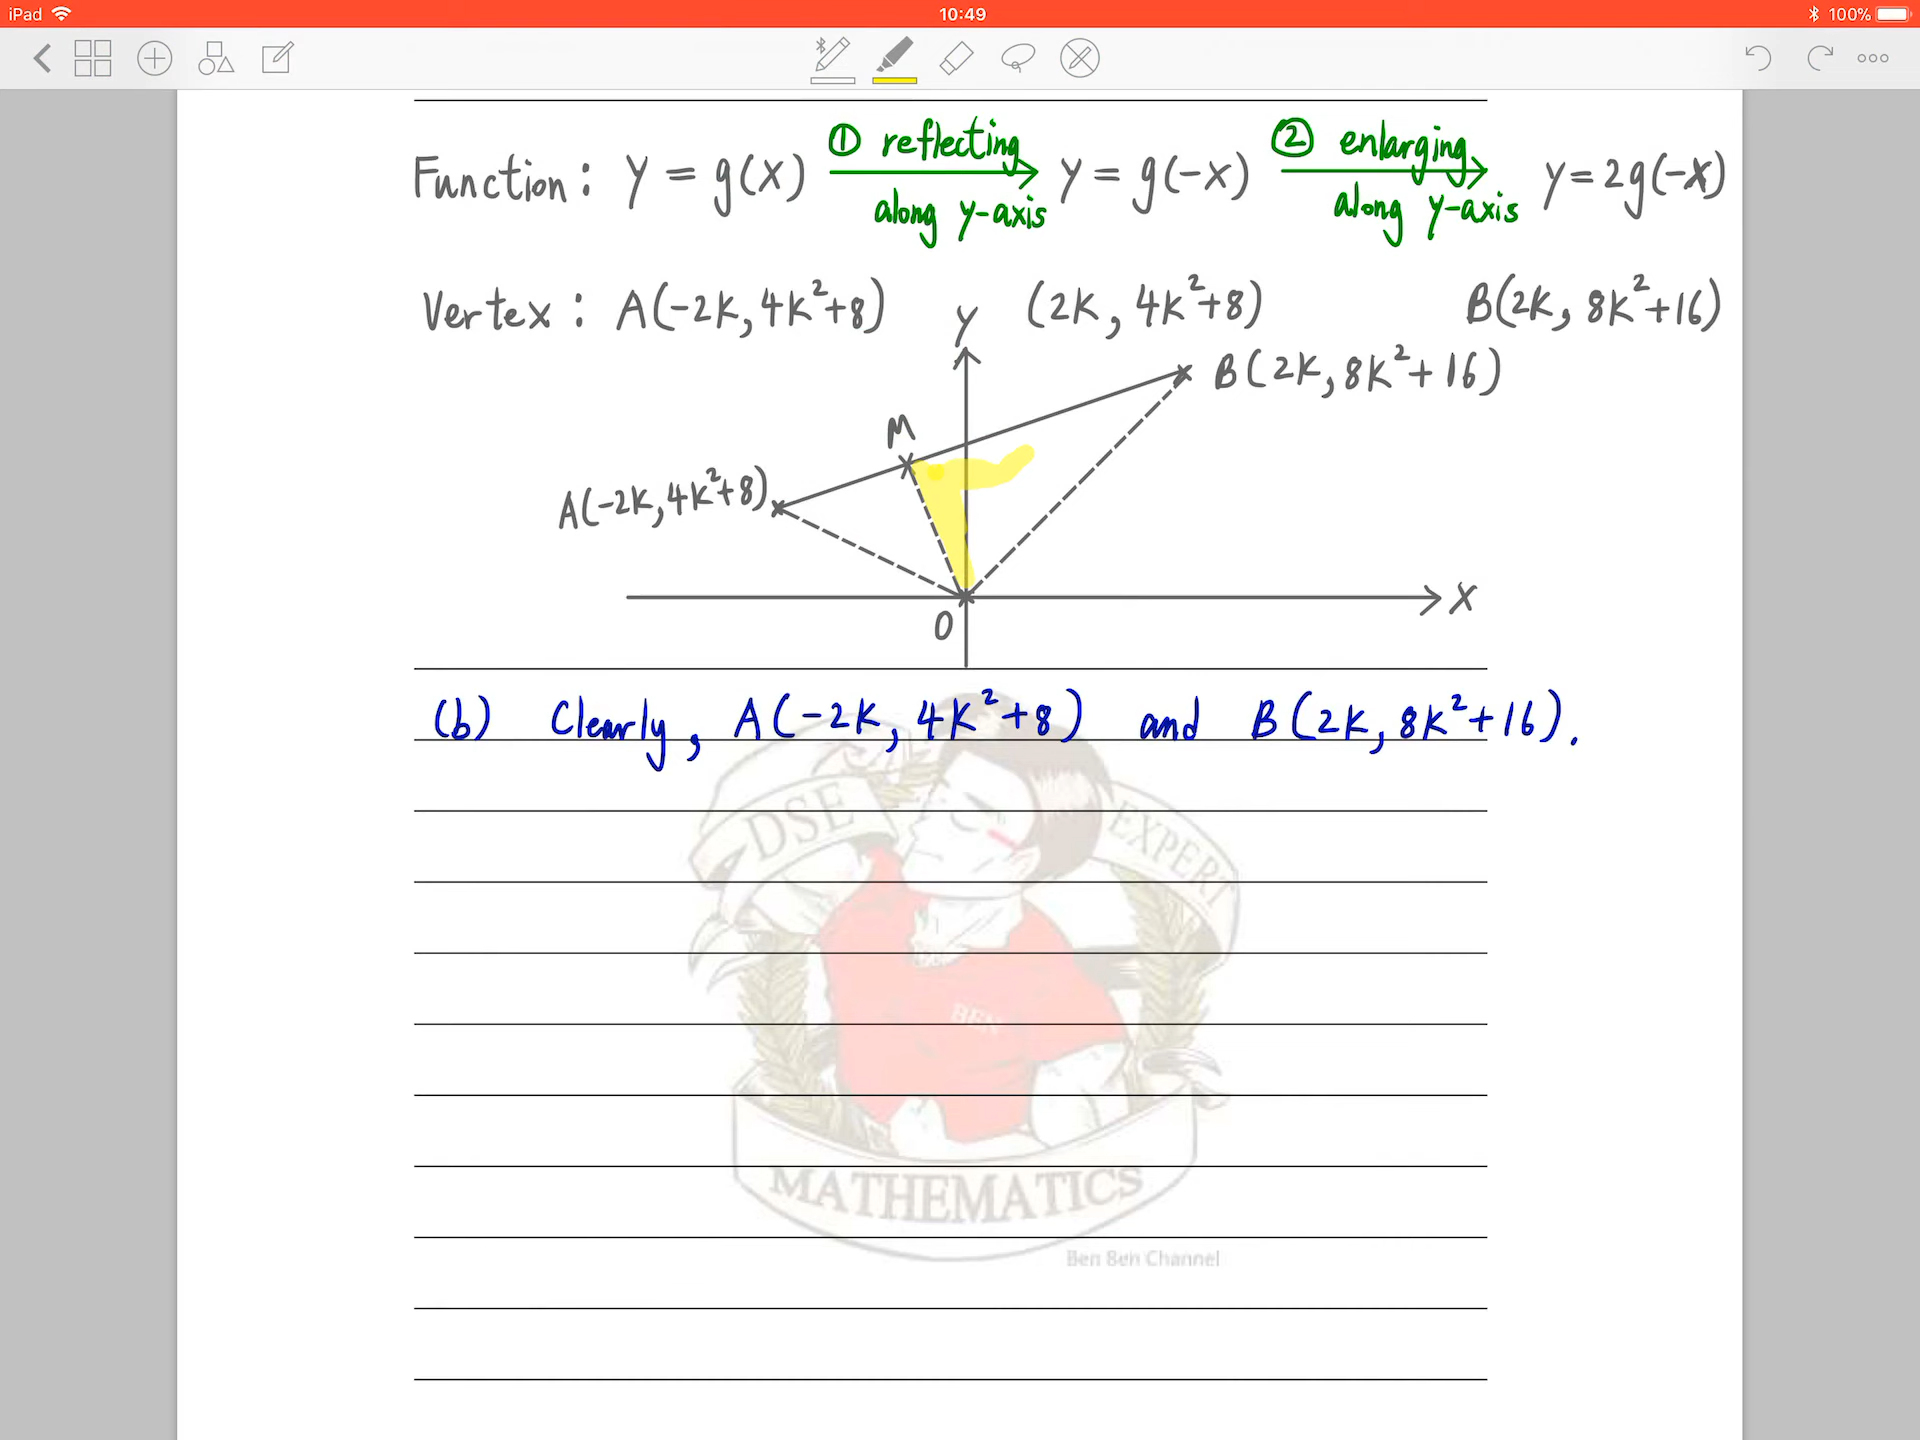 iPad 10:49 100%
Function: y = g(x) ① reflecting along y-axis y = g(-x) ② enlarging along y-axis y = 2g(-x)
Vertex: A(-2k, 4k²+8) (2k, 4k²+8) B(2k, 8k²+16)
y
B(2k, 8k²+16)
M
A(-2k, 4k²+8)
x
O
(b) Clearly, A(-2k, 4k²+8) and B(2k, 8k²+16).
DSE EXPERT
BEN
MATHEMATICS
Ben Ben Channel